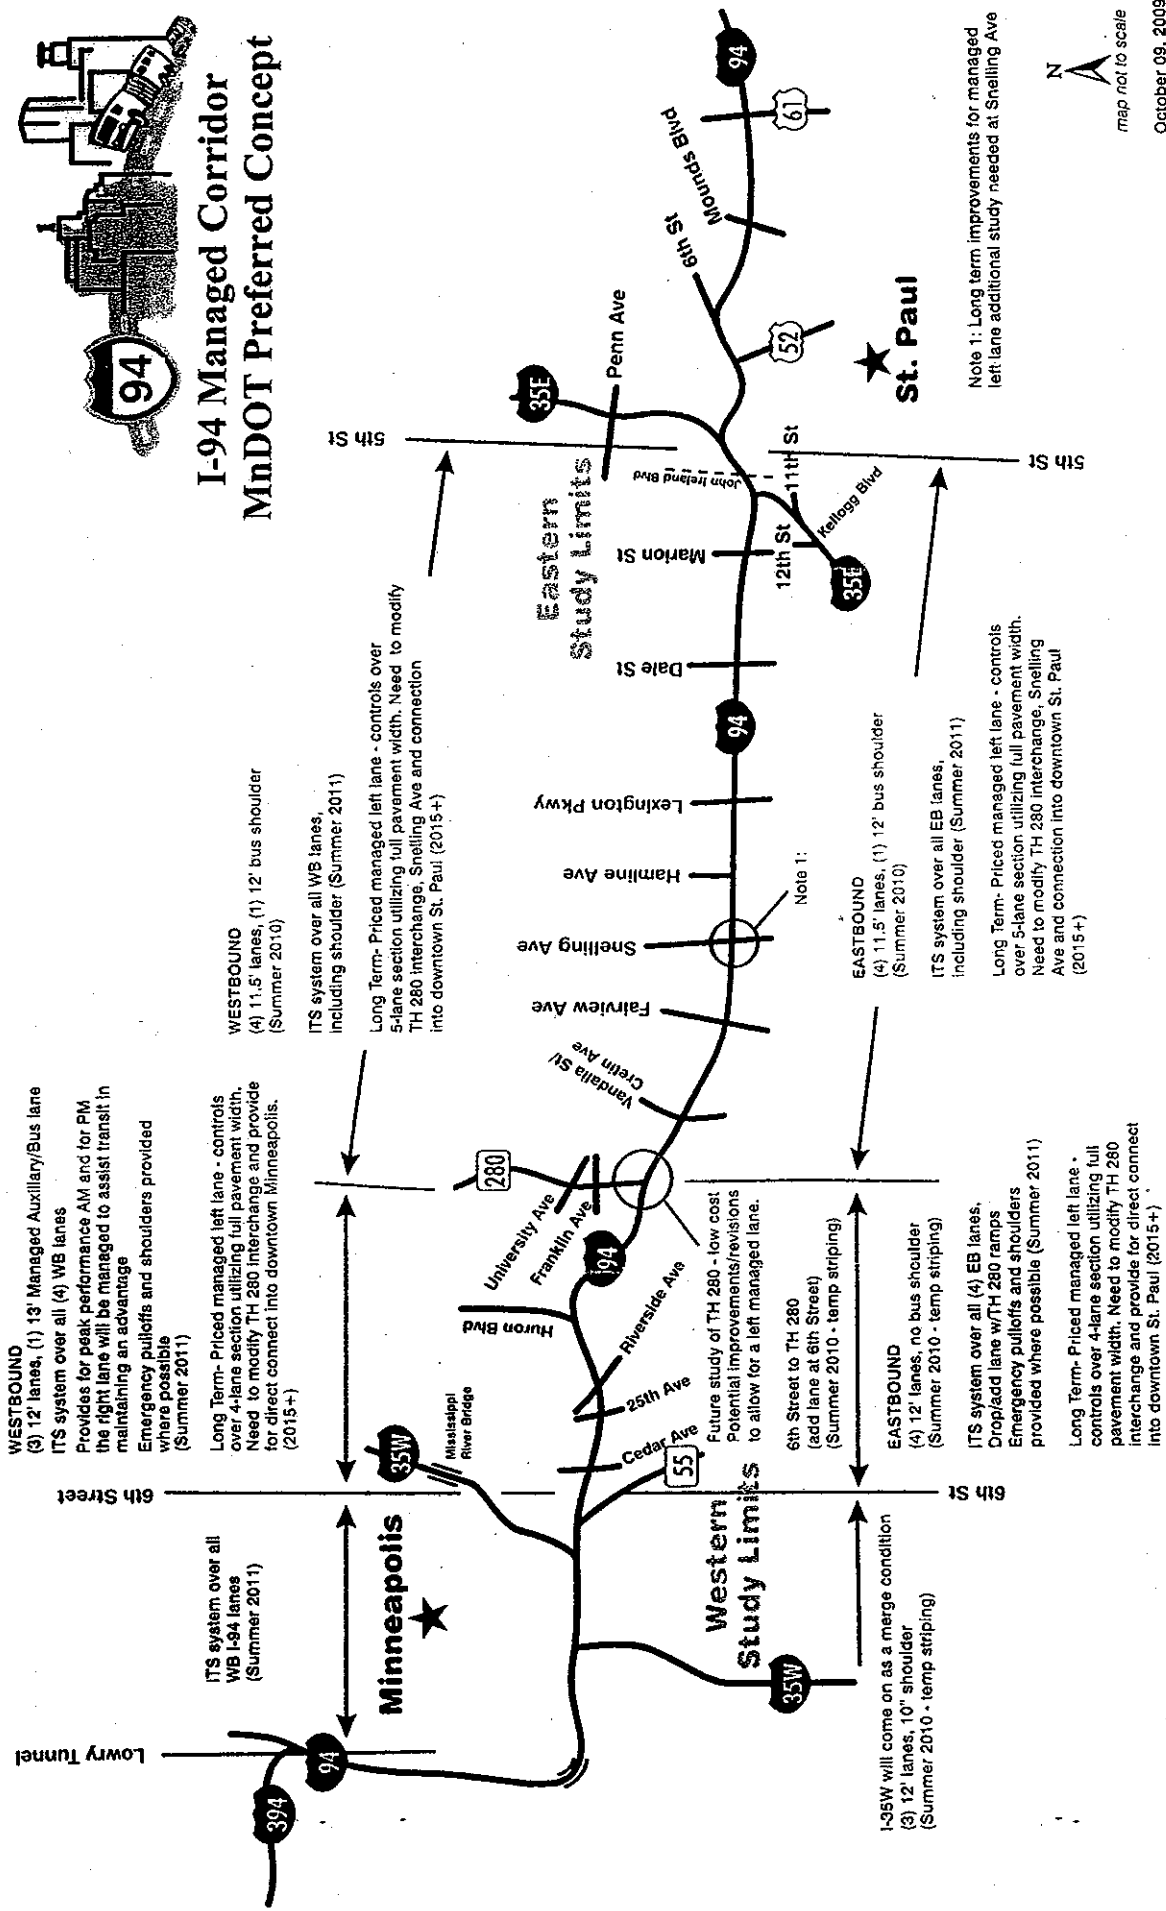 94
I-94 Managed Corridor
MnDOT Preferred Concept
WESTBOUND
(3) 12' lanes, (1) 13' Managed Auxillary/Bus lane
ITS system over all (4) WB lanes
Provides for peak performance AM and for PM
the right lane will be managed to assist transit in
maintaining an advantage
Emergency pulloffs and shoulders provided
where possible
(Summer 2011)
Long Term- Priced managed left lane - controls
over 4-lane section utilizing full pavement width.
Need to modify TH 280 interchange and provide
for direct connect into downtown Minneapolis.
(2015+)
WESTBOUND
(4) 11.5' lanes, (1) 12' bus shoulder
(Summer 2010)
ITS system over all WB lanes,
including shoulder (Summer 2011)
Long Term- Priced managed left lane - controls over
5-lane section utilizing full pavement width. Need to modify
TH 280 interchange, Snelling Ave and connection
into downtown St. Paul (2015+)
ITS system over all
WB I-94 lanes
(Summer 2011)
Lowry Tunnel
6th Street
5th St
394
94
Minneapolis
35W
Mississippi
River Bridge
Huron Blvd
University Ave
Franklin Ave
280
94
Vandalia St/
Cretin Ave
Fairview Ave
Snelling Ave
Hamline Ave
Lexington Pkwy
94
Dale St
Marion St
Eastern
Study Limits
John Ireland Blvd
Penn Ave
35E
6th St
Mounds Blvd
94
61
52
St. Paul
11th St
12th St
Kellogg Blvd
35E
5th St
35W
Western
Study Limits
55
Cedar Ave
25th Ave
Riverside Ave
6th St
Note 1:
Future study of TH 280 - low cost
Potential improvements/revisions
to allow for a left managed lane.
6th Street to TH 280
(add lane at 6th Street)
(Summer 2010 - temp striping)
I-35W will come on as a merge condition
(3) 12' lanes, 10" shoulder
(Summer 2010 - temp striping)
EASTBOUND
(4) 12' lanes, no bus shoulder
(Summer 2010 - temp striping)
ITS system over all (4) EB lanes,
Drop/add lane w/TH 280 ramps
Emergency pulloffs and shoulders
provided where possible (Summer 2011)
Long Term- Priced managed left lane -
controls over 4-lane section utilizing full
pavement width. Need to modify TH 280
interchange and provide for direct connect
into downtown St. Paul (2015+)
EASTBOUND
(4) 11.5' lanes, (1) 12' bus shoulder
(Summer 2010)
ITS system over all EB lanes,
including shoulder (Summer 2011)
Long Term- Priced managed left lane - controls
over 5-lane section utilizing full pavement width.
Need to modify TH 280 interchange, Snelling
Ave and connection into downtown St. Paul
(2015+)
Note 1: Long term improvements for managed
left lane additional study needed at Snelling Ave
N
map not to scale
October 09, 2009